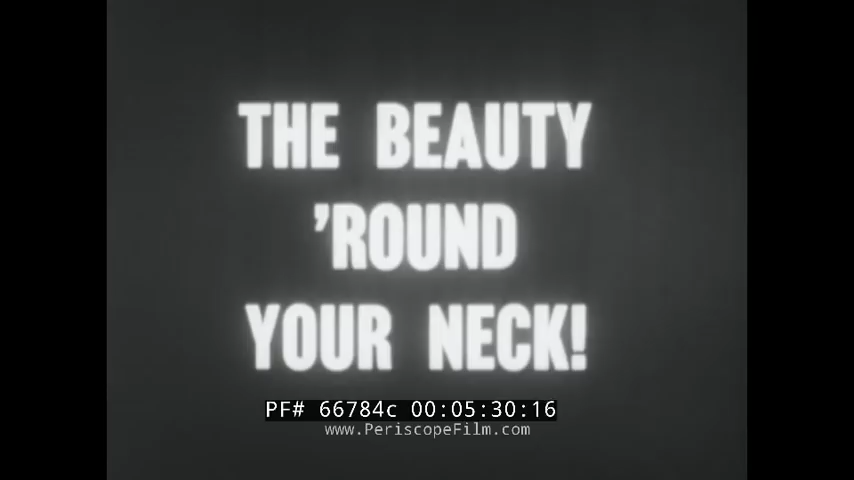 THE BEAUTY
’ROUND
YOUR NECK!
PF# 66784c 00:05:30:16
www.PeriscopeFilm.com